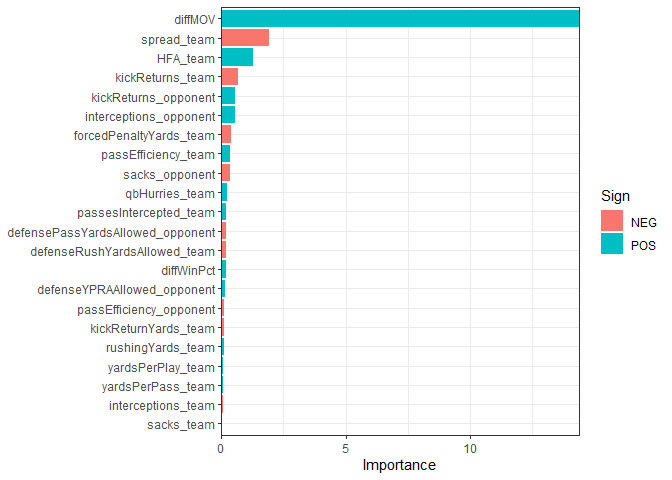 diffMOV
spread_team
HFA_team
kickReturns_team
kickReturns_opponent
interceptions_opponent
forcedPenaltyYards_team
passEfficiency_team
sacks_opponent
qbHurries_team
passesIntercepted_team
defensePassYardsAllowed_opponent
defenseRushYardsAllowed_team
diffWinPct
defenseYPRAAllowed_opponent
passEfficiency_opponent
kickReturnYards_team
rushingYards_team
yardsPerPlay_team
yardsPerPass_team
interceptions_team
sacks_team
0 5 10
Importance
Sign
NEG
POS